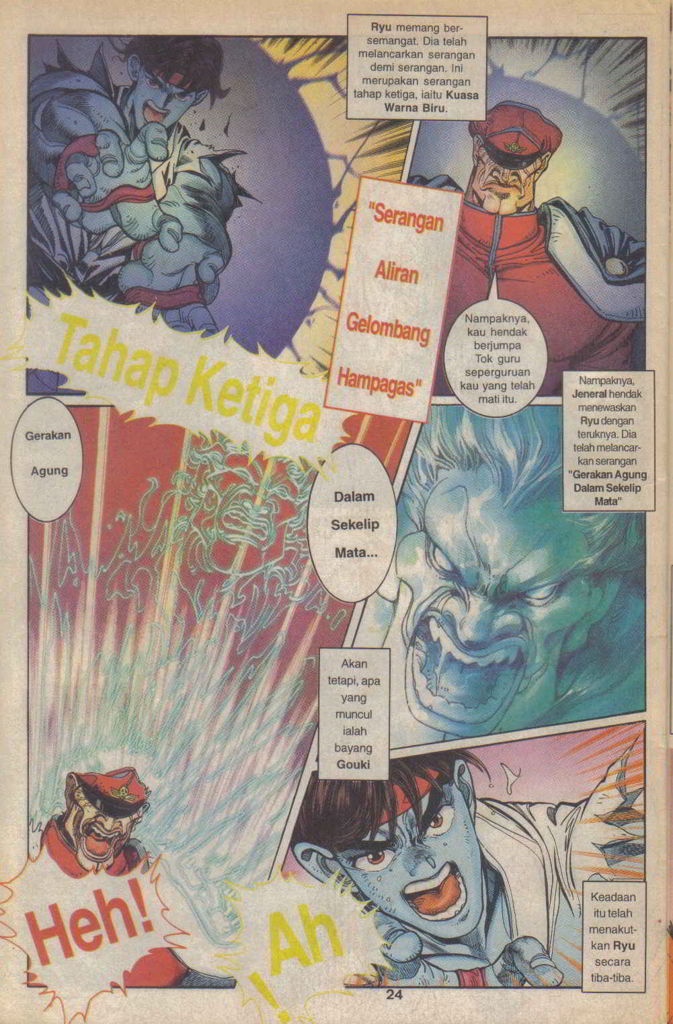 Ryu memang ber-
semangat. Dia telah
melancarkan serangan
demi serangan. Ini
merupakan serangan
tahap ketiga, iaitu Kuasa
Warna Biru.
"Serangan
Aliran
Gelombang
Hampagas"
Tahap Ketiga
Nampaknya,
kau hendak
berjumpa
Tok guru
seperguruan
kau yang telah
mati itu.
Nampaknya,
Jeneral hendak
menewaskan
Ryu dengan
teruknya. Dia
telah melancar-
kan serangan
"Gerakan Agung
Dalam Sekelip
Mata"
Gerakan
Agung
Dalam
Sekelip
Mata...
Akan
tetapi, apa
yang
muncul
ialah
bayang
Gouki
Heh!
Ah
!
Keadaan
itu telah
menakut-
kan Ryu
secara
tiba-tiba.
24